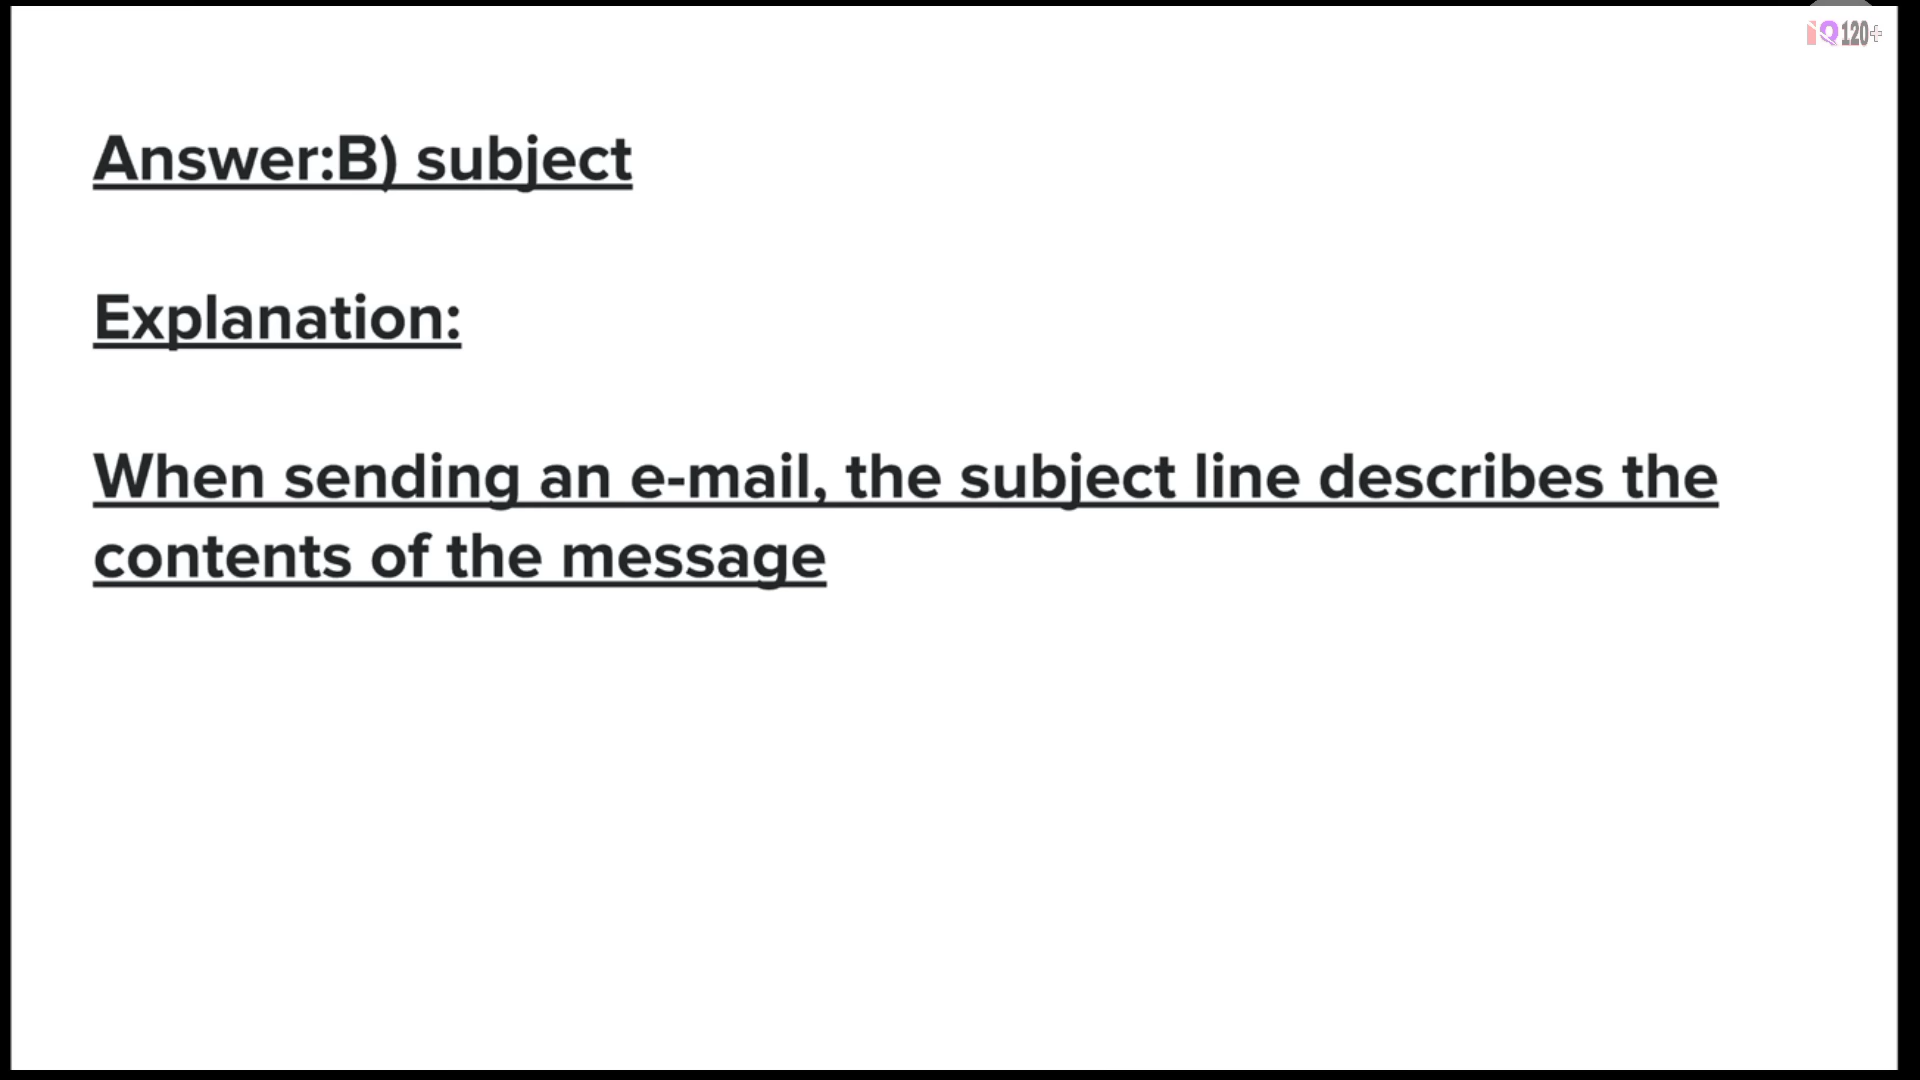 iQ120+
Answer:B) subject
Explanation:
When sending an e-mail, the subject line describes the
contents of the message